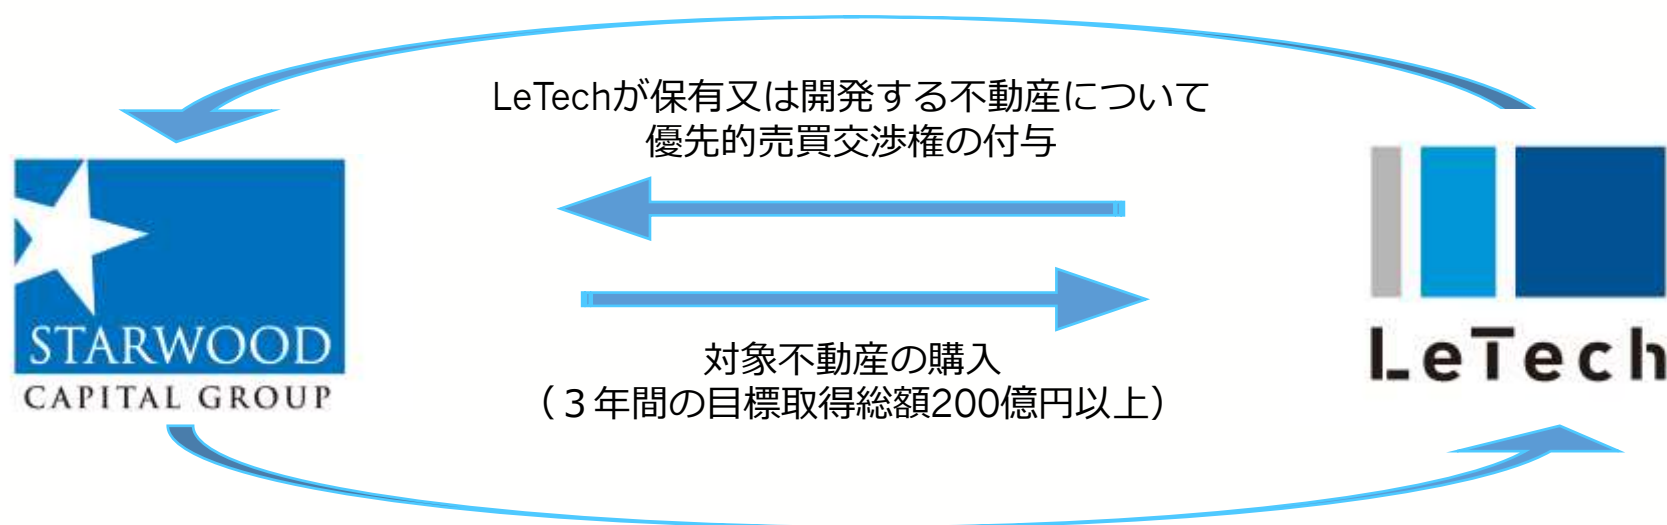 LeTechが保有又は開発する不動産について
優先的売買交渉権の付与
STARWOOD
CAPITAL GROUP
LeTech
対象不動産の購入
（３年間の目標取得総額200億円以上）